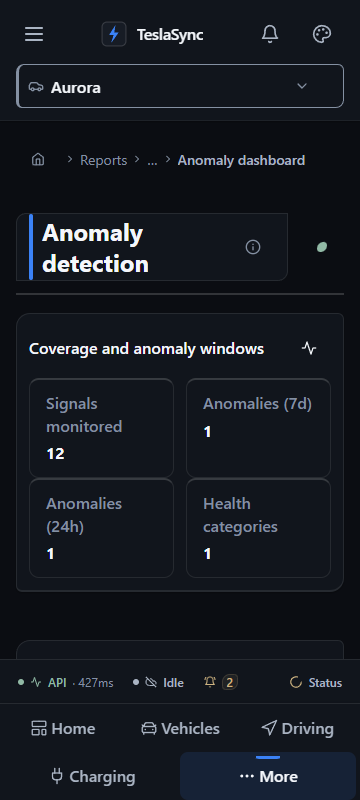 TeslaSync
Aurora
Reports
...
Anomaly dashboard
Anomaly
detection
Coverage and anomaly windows
Signals
monitored
12
Anomalies (7d)
1
Anomalies
(24h)
1
Health
categories
1
API · 427ms
Idle
2
Status
Home
Vehicles
Driving
Charging
More